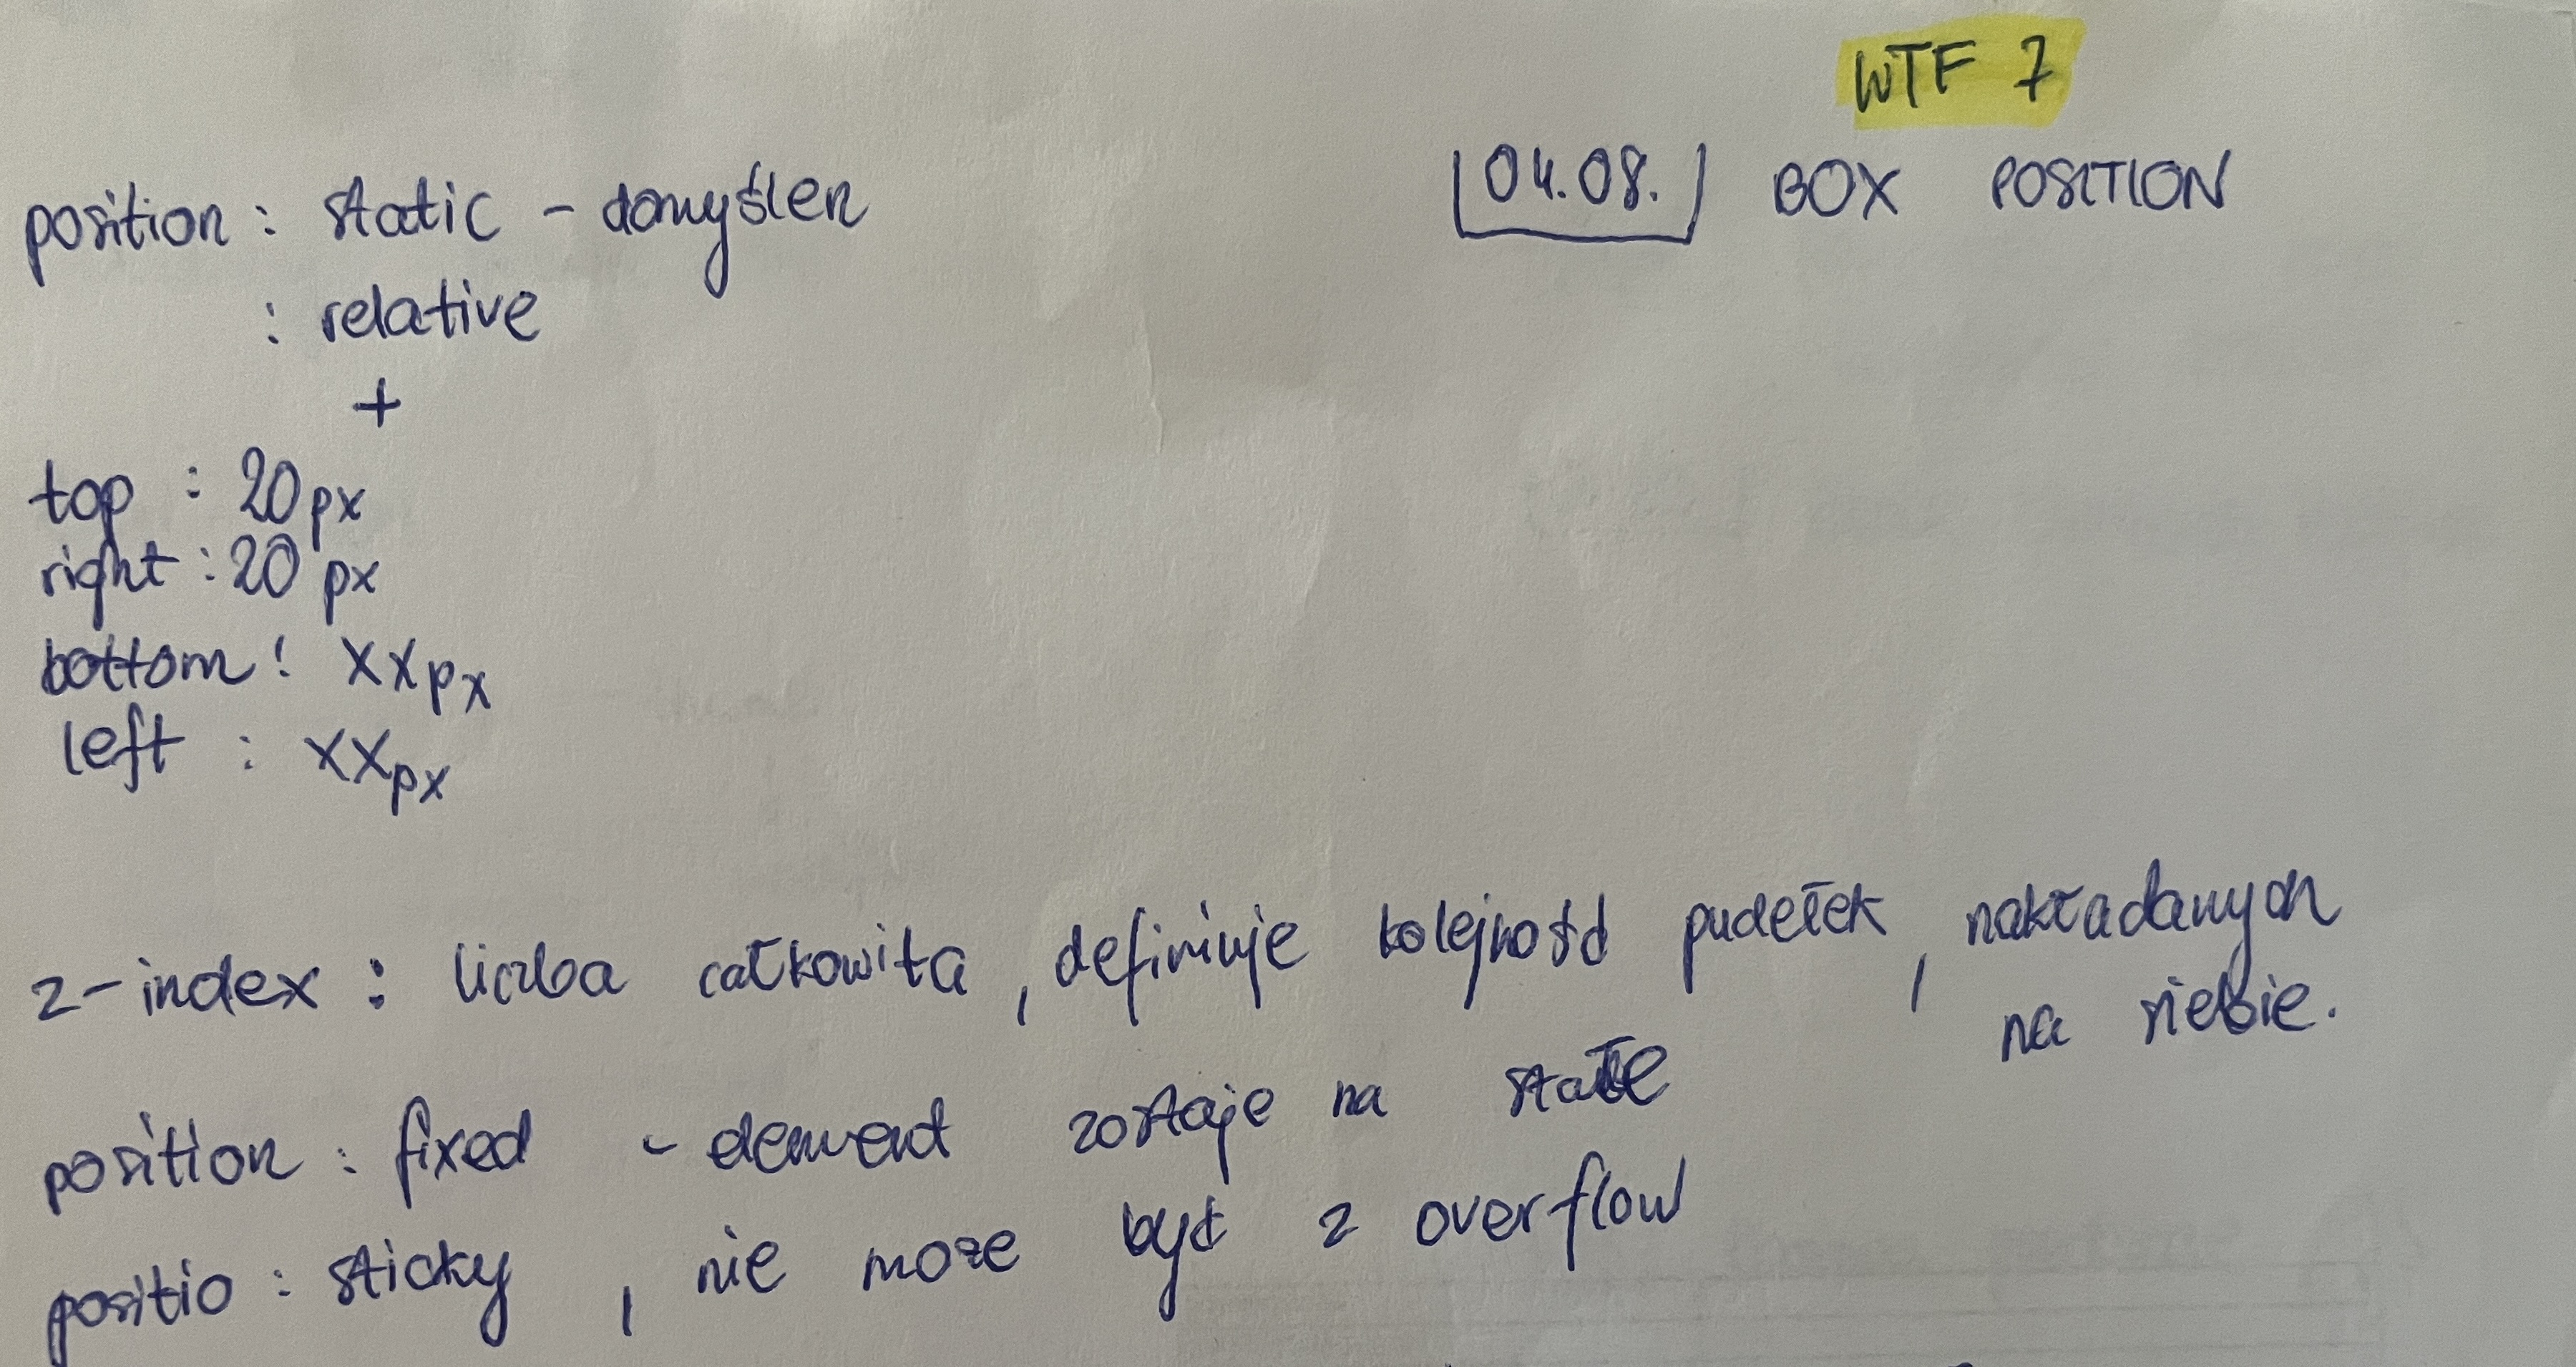 WTF 7
04.08. BOX POSITION
position : static - domyślen
: relative
+
top : 20px
right : 20 px
bottom : xxpx
left : xxpx
z-index : liczba całkowita, definiuje kolejność pudełek, nakładanych
na siebie.
position : fixed - element zostaje na stałe
positio : sticky, nie może być z overflow